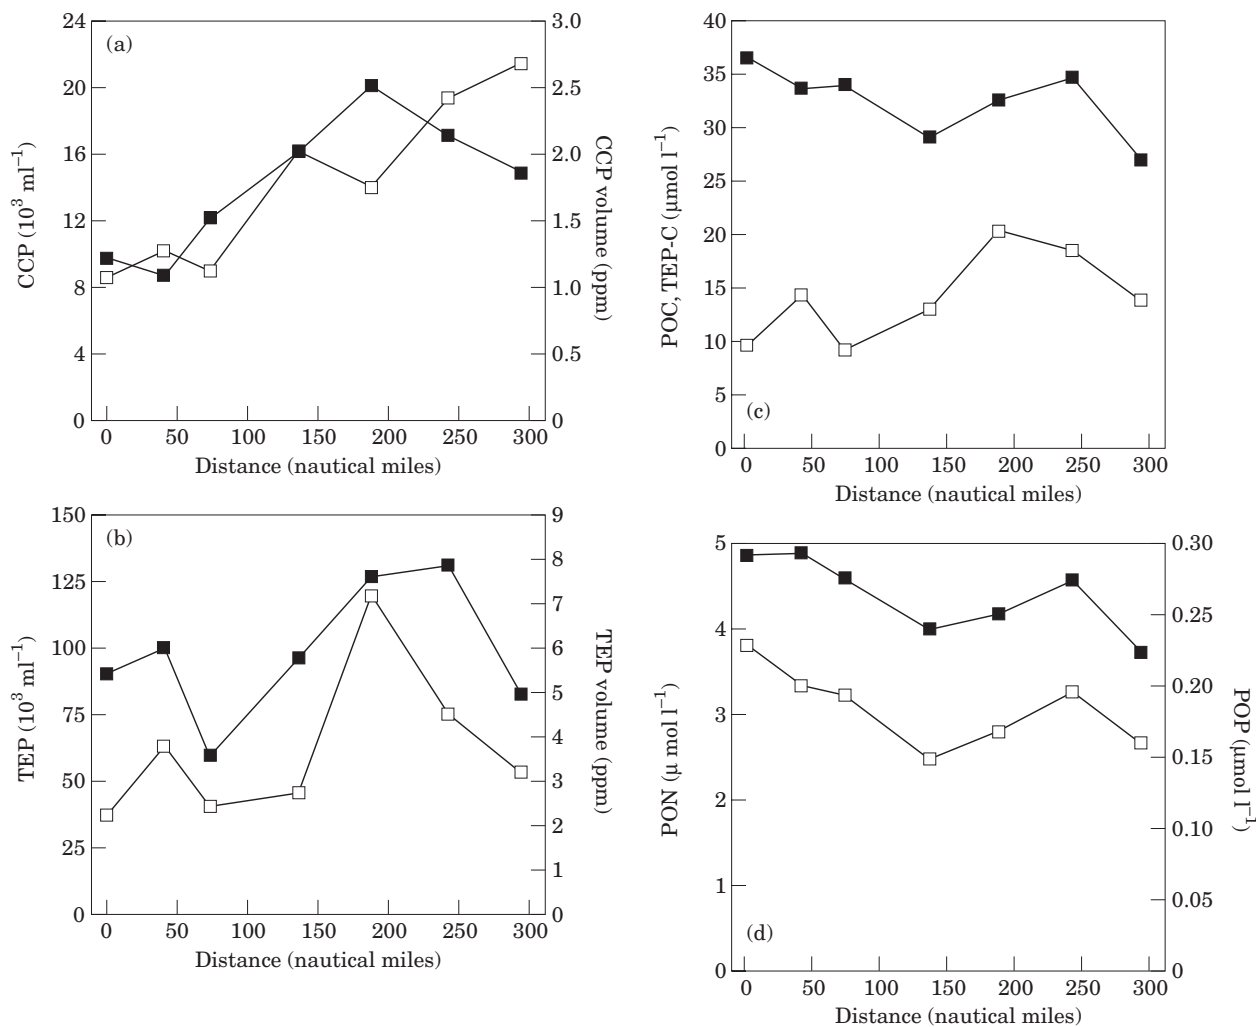 (a)
24
20
16
12
8
4
0
CCP (10³ ml⁻¹)
3.0
2.5
2.0
1.5
1.0
0.5
0
CCP volume (ppm)
0 50 100 150 200 250 300
Distance (nautical miles)
(b)
150
125
100
75
50
25
0
TEP (10³ ml⁻¹)
9
8
7
6
5
4
3
2
1
0
TEP volume (ppm)
0 50 100 150 200 250 300
Distance (nautical miles)
40
35
30
25
20
15
10
5
0
POC, TEP-C (μmol l⁻¹)
(c)
0 50 100 150 200 250 300
Distance (nautical miles)
5
4
3
2
1
0
PON (μ mol l⁻¹)
0.30
0.25
0.20
0.15
0.10
0.05
0
POP (μmol l⁻¹)
(d)
0 50 100 150 200 250 300
Distance (nautical miles)